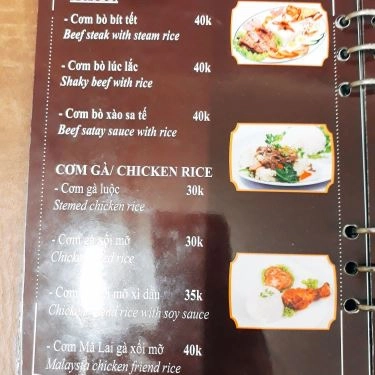 - Cơm bò bít tết 40k
Beef steak with steam rice
- Cơm bò lúc lắc 40k
Shaky beef with rice
- Cơm bò xào sa tế 40k
Beef satay sauce with rice
CƠM GÀ/ CHICKEN RICE
- Cơm gà luộc 30k
Stemed chicken rice
- Cơm gà xối mỡ 30k
rice
mỡ xì dầu 35k
rice with soy sauce
- Cơm Mã Lai gà xối mỡ 40k
Malaysia chicken friend rice